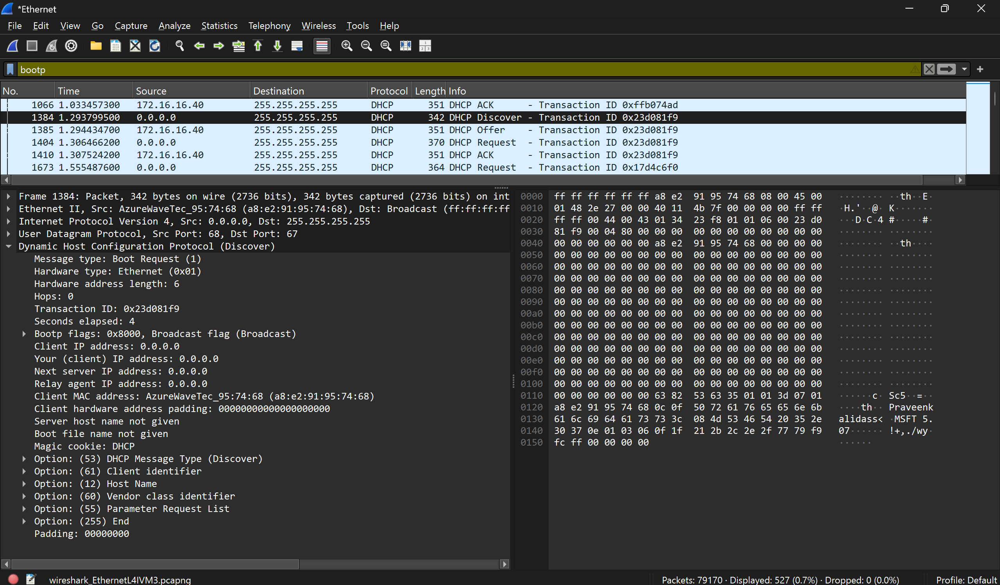 *Ethernet
File Edit View Go Capture Analyze Statistics Telephony Wireless Tools Help
bootp
No. Time Source Destination Protocol Length Info
1066 1.033457300 172.16.16.40 255.255.255.255 DHCP 351 DHCP ACK - Transaction ID 0xffb074ad
1384 1.293799500 0.0.0.0 255.255.255.255 DHCP 342 DHCP Discover - Transaction ID 0x23d081f9
1385 1.294434700 172.16.16.40 255.255.255.255 DHCP 351 DHCP Offer - Transaction ID 0x23d081f9
1404 1.306466200 0.0.0.0 255.255.255.255 DHCP 370 DHCP Request - Transaction ID 0x23d081f9
1410 1.307524200 172.16.16.40 255.255.255.255 DHCP 351 DHCP ACK - Transaction ID 0x23d081f9
1673 1.555487600 0.0.0.0 255.255.255.255 DHCP 364 DHCP Request - Transaction ID 0x17d4c6f0
Frame 1384: Packet, 342 bytes on wire (2736 bits), 342 bytes captured (2736 bits) on int
Ethernet II, Src: AzureWaveTec_95:74:68 (a8:e2:91:95:74:68), Dst: Broadcast (ff:ff:ff:ff
Internet Protocol Version 4, Src: 0.0.0.0, Dst: 255.255.255.255
User Datagram Protocol, Src Port: 68, Dst Port: 67
Dynamic Host Configuration Protocol (Discover)
Message type: Boot Request (1)
Hardware type: Ethernet (0x01)
Hardware address length: 6
Hops: 0
Transaction ID: 0x23d081f9
Seconds elapsed: 4
Bootp flags: 0x8000, Broadcast flag (Broadcast)
Client IP address: 0.0.0.0
Your (client) IP address: 0.0.0.0
Next server IP address: 0.0.0.0
Relay agent IP address: 0.0.0.0
Client MAC address: AzureWaveTec_95:74:68 (a8:e2:91:95:74:68)
Client hardware address padding: 00000000000000000000
Server host name not given
Boot file name not given
Magic cookie: DHCP
Option: (53) DHCP Message Type (Discover)
Option: (61) Client identifier
Option: (12) Host Name
Option: (60) Vendor class identifier
Option: (55) Parameter Request List
Option: (255) End
Padding: 00000000
0000 ff ff ff ff ff ff a8 e2 91 95 74 68 08 00 45 00 ········ ··th··E·
0010 01 48 2e 27 00 00 40 11 4b 7f 00 00 00 00 ff ff ·H.'··@· K·······
0020 ff ff 00 44 00 43 01 34 23 f8 01 01 06 00 23 d0 ···D·C·4 #·····#·
0030 81 f9 00 04 80 00 00 00 00 00 00 00 00 00 00 00 ········ ········
0040 00 00 00 00 00 00 a8 e2 91 95 74 68 00 00 00 00 ········ ··th····
0050 00 00 00 00 00 00 00 00 00 00 00 00 00 00 00 00 ········ ········
0060 00 00 00 00 00 00 00 00 00 00 00 00 00 00 00 00 ········ ········
0070 00 00 00 00 00 00 00 00 00 00 00 00 00 00 00 00 ········ ········
0080 00 00 00 00 00 00 00 00 00 00 00 00 00 00 00 00 ········ ········
0090 00 00 00 00 00 00 00 00 00 00 00 00 00 00 00 00 ········ ········
00a0 00 00 00 00 00 00 00 00 00 00 00 00 00 00 00 00 ········ ········
00b0 00 00 00 00 00 00 00 00 00 00 00 00 00 00 00 00 ········ ········
00c0 00 00 00 00 00 00 00 00 00 00 00 00 00 00 00 00 ········ ········
00d0 00 00 00 00 00 00 00 00 00 00 00 00 00 00 00 00 ········ ········
00e0 00 00 00 00 00 00 00 00 00 00 00 00 00 00 00 00 ········ ········
00f0 00 00 00 00 00 00 00 00 00 00 00 00 00 00 00 00 ········ ········
0100 00 00 00 00 00 00 00 00 00 00 00 00 00 00 00 00 ········ ········
0110 00 00 00 00 00 00 63 82 53 63 35 01 01 3d 07 01 ······c· Sc5··=··
0120 a8 e2 91 95 74 68 0c 0f 50 72 61 76 65 65 6e 6b ····th·· Praveenk
0130 61 6c 69 64 61 73 73 3c 08 4d 53 46 54 20 35 2e alidass< ·MSFT 5.
0140 30 37 0e 01 03 06 0f 1f 21 2b 2c 2e 2f 77 79 f9 07······ !+,./wy·
0150 fc ff 00 00 00 00 ······
wireshark_EthernetL4IVM3.pcapng
Packets: 79170 · Displayed: 527 (0.7%) · Dropped: 0 (0.0%)
Profile: Default